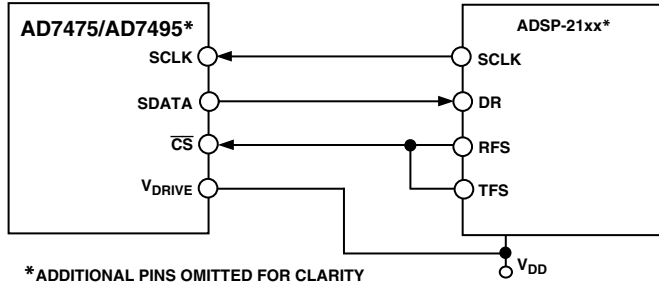 AD7475/AD7495*
SCLK
SDATA
CS
VDRIVE
ADSP-21xx*
SCLK
DR
RFS
TFS
VDD
*ADDITIONAL PINS OMITTED FOR CLARITY